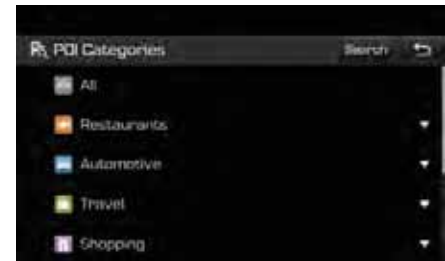 POI Categories Search
All
Restaurants
Automotive
Travel
Shopping